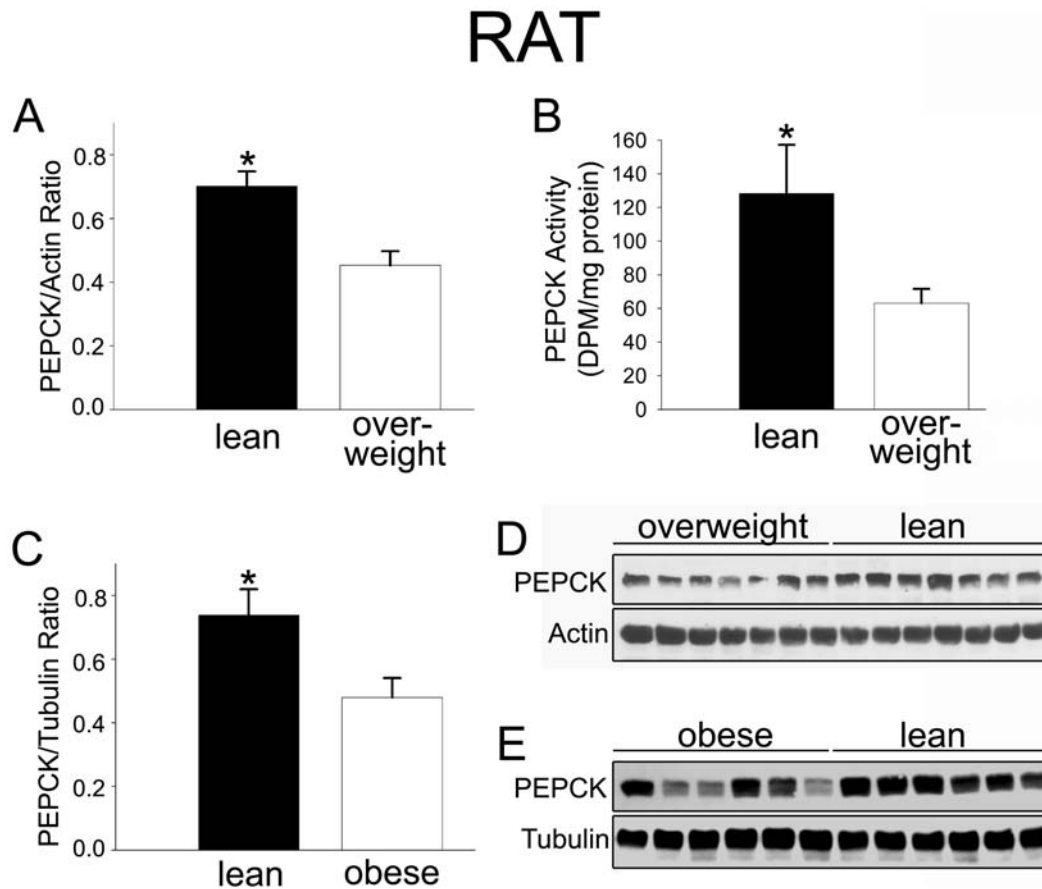 RAT
A
PEPCK/Actin Ratio
0.8
0.6
0.4
0.2
0.0
*
lean
over-
weight
B
PEPCK Activity
(DPM/mg protein)
160
140
120
100
80
60
40
20
0
*
lean
over-
weight
C
PEPCK/Tubulin Ratio
0.8
0.6
0.4
0.2
0.0
*
lean
obese
D
overweight lean
PEPCK
Actin
E
obese lean
PEPCK
Tubulin